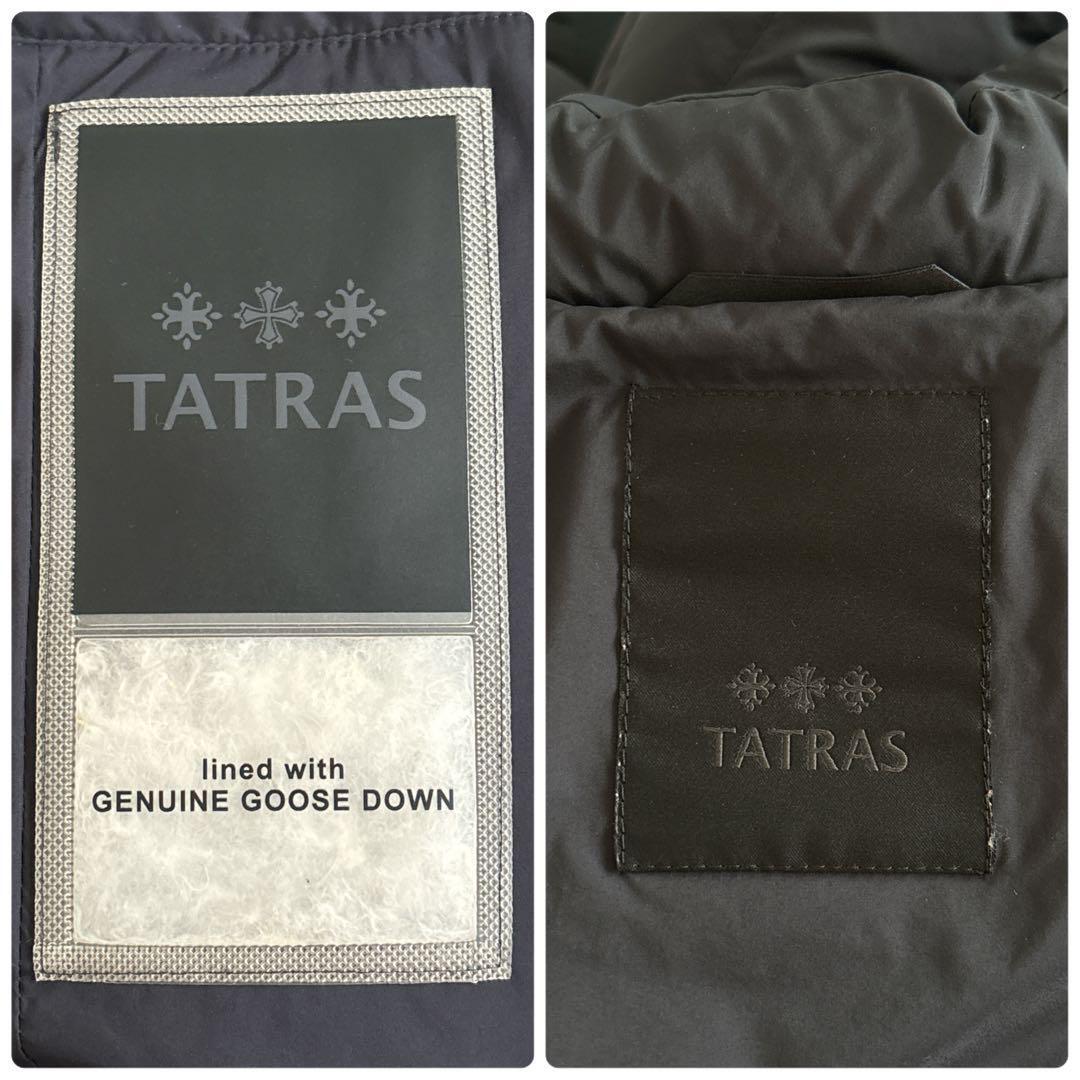 TATRAS
lined with
GENUINE GOOSE DOWN
TATRAS